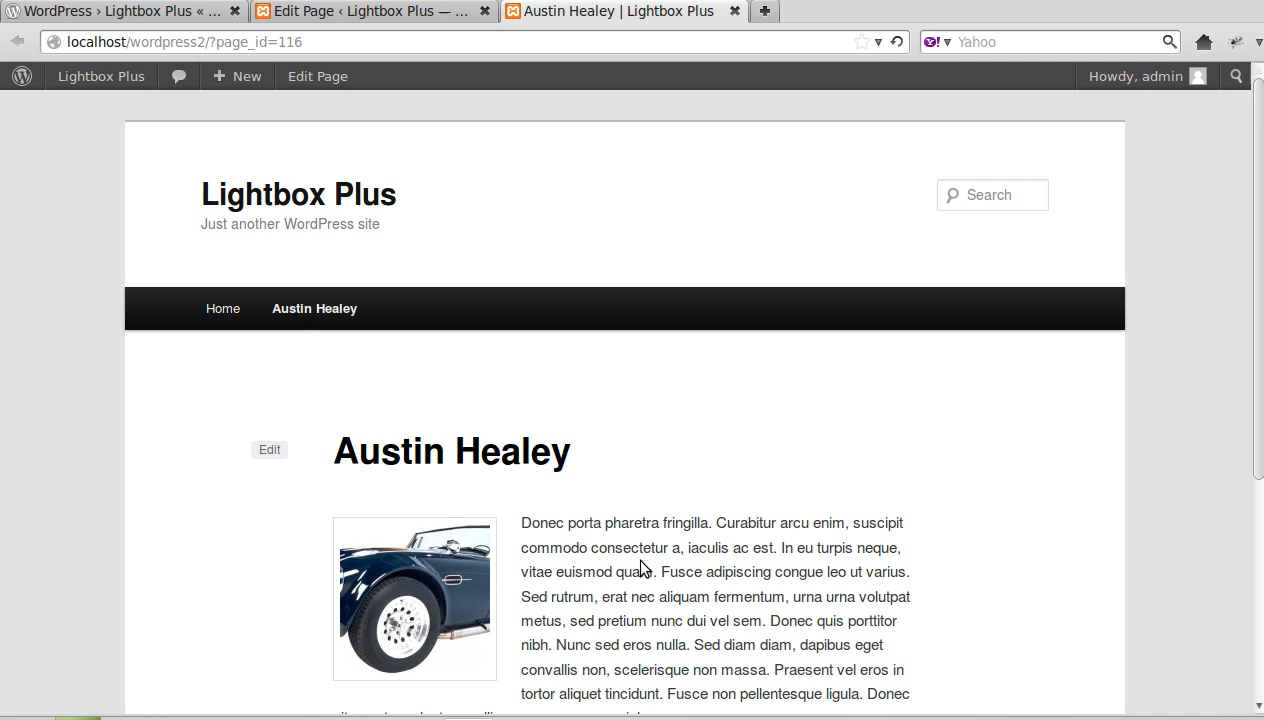 WordPress › Lightbox Plus « ...
Edit Page ‹ Lightbox Plus — ...
Austin Healey | Lightbox Plus
localhost/wordpress2/?page_id=116
Yahoo
Lightbox Plus
New
Edit Page
Howdy, admin
Lightbox Plus
Just another WordPress site
Search
Home
Austin Healey
Edit
Austin Healey
Donec porta pharetra fringilla. Curabitur arcu enim, suscipit
commodo consectetur a, iaculis ac est. In eu turpis neque,
vitae euismod Fusce adipiscing congue leo ut varius.
Sed rutrum, erat nec aliquam fermentum, urna urna volutpat
metus, sed pretium nunc dui vel sem. Donec quis porttitor
nibh. Nunc sed eros nulla. Sed diam diam, dapibus eget
convallis non, scelerisque non massa. Praesent vel eros in
tortor aliquet tincidunt. Fusce non pellentesque ligula. Donec